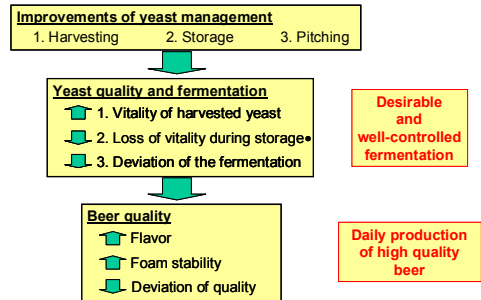 Improvements of yeast management
1. Harvesting 2. Storage 3. Pitching
Yeast quality and fermentation
1. Vitality of harvested yeast
2. Loss of vitality during storage•
3. Deviation of the fermentation
Desirable
and
well-controlled
fermentation
Beer quality
Flavor
Foam stability
Deviation of quality
Daily production
of high quality
beer